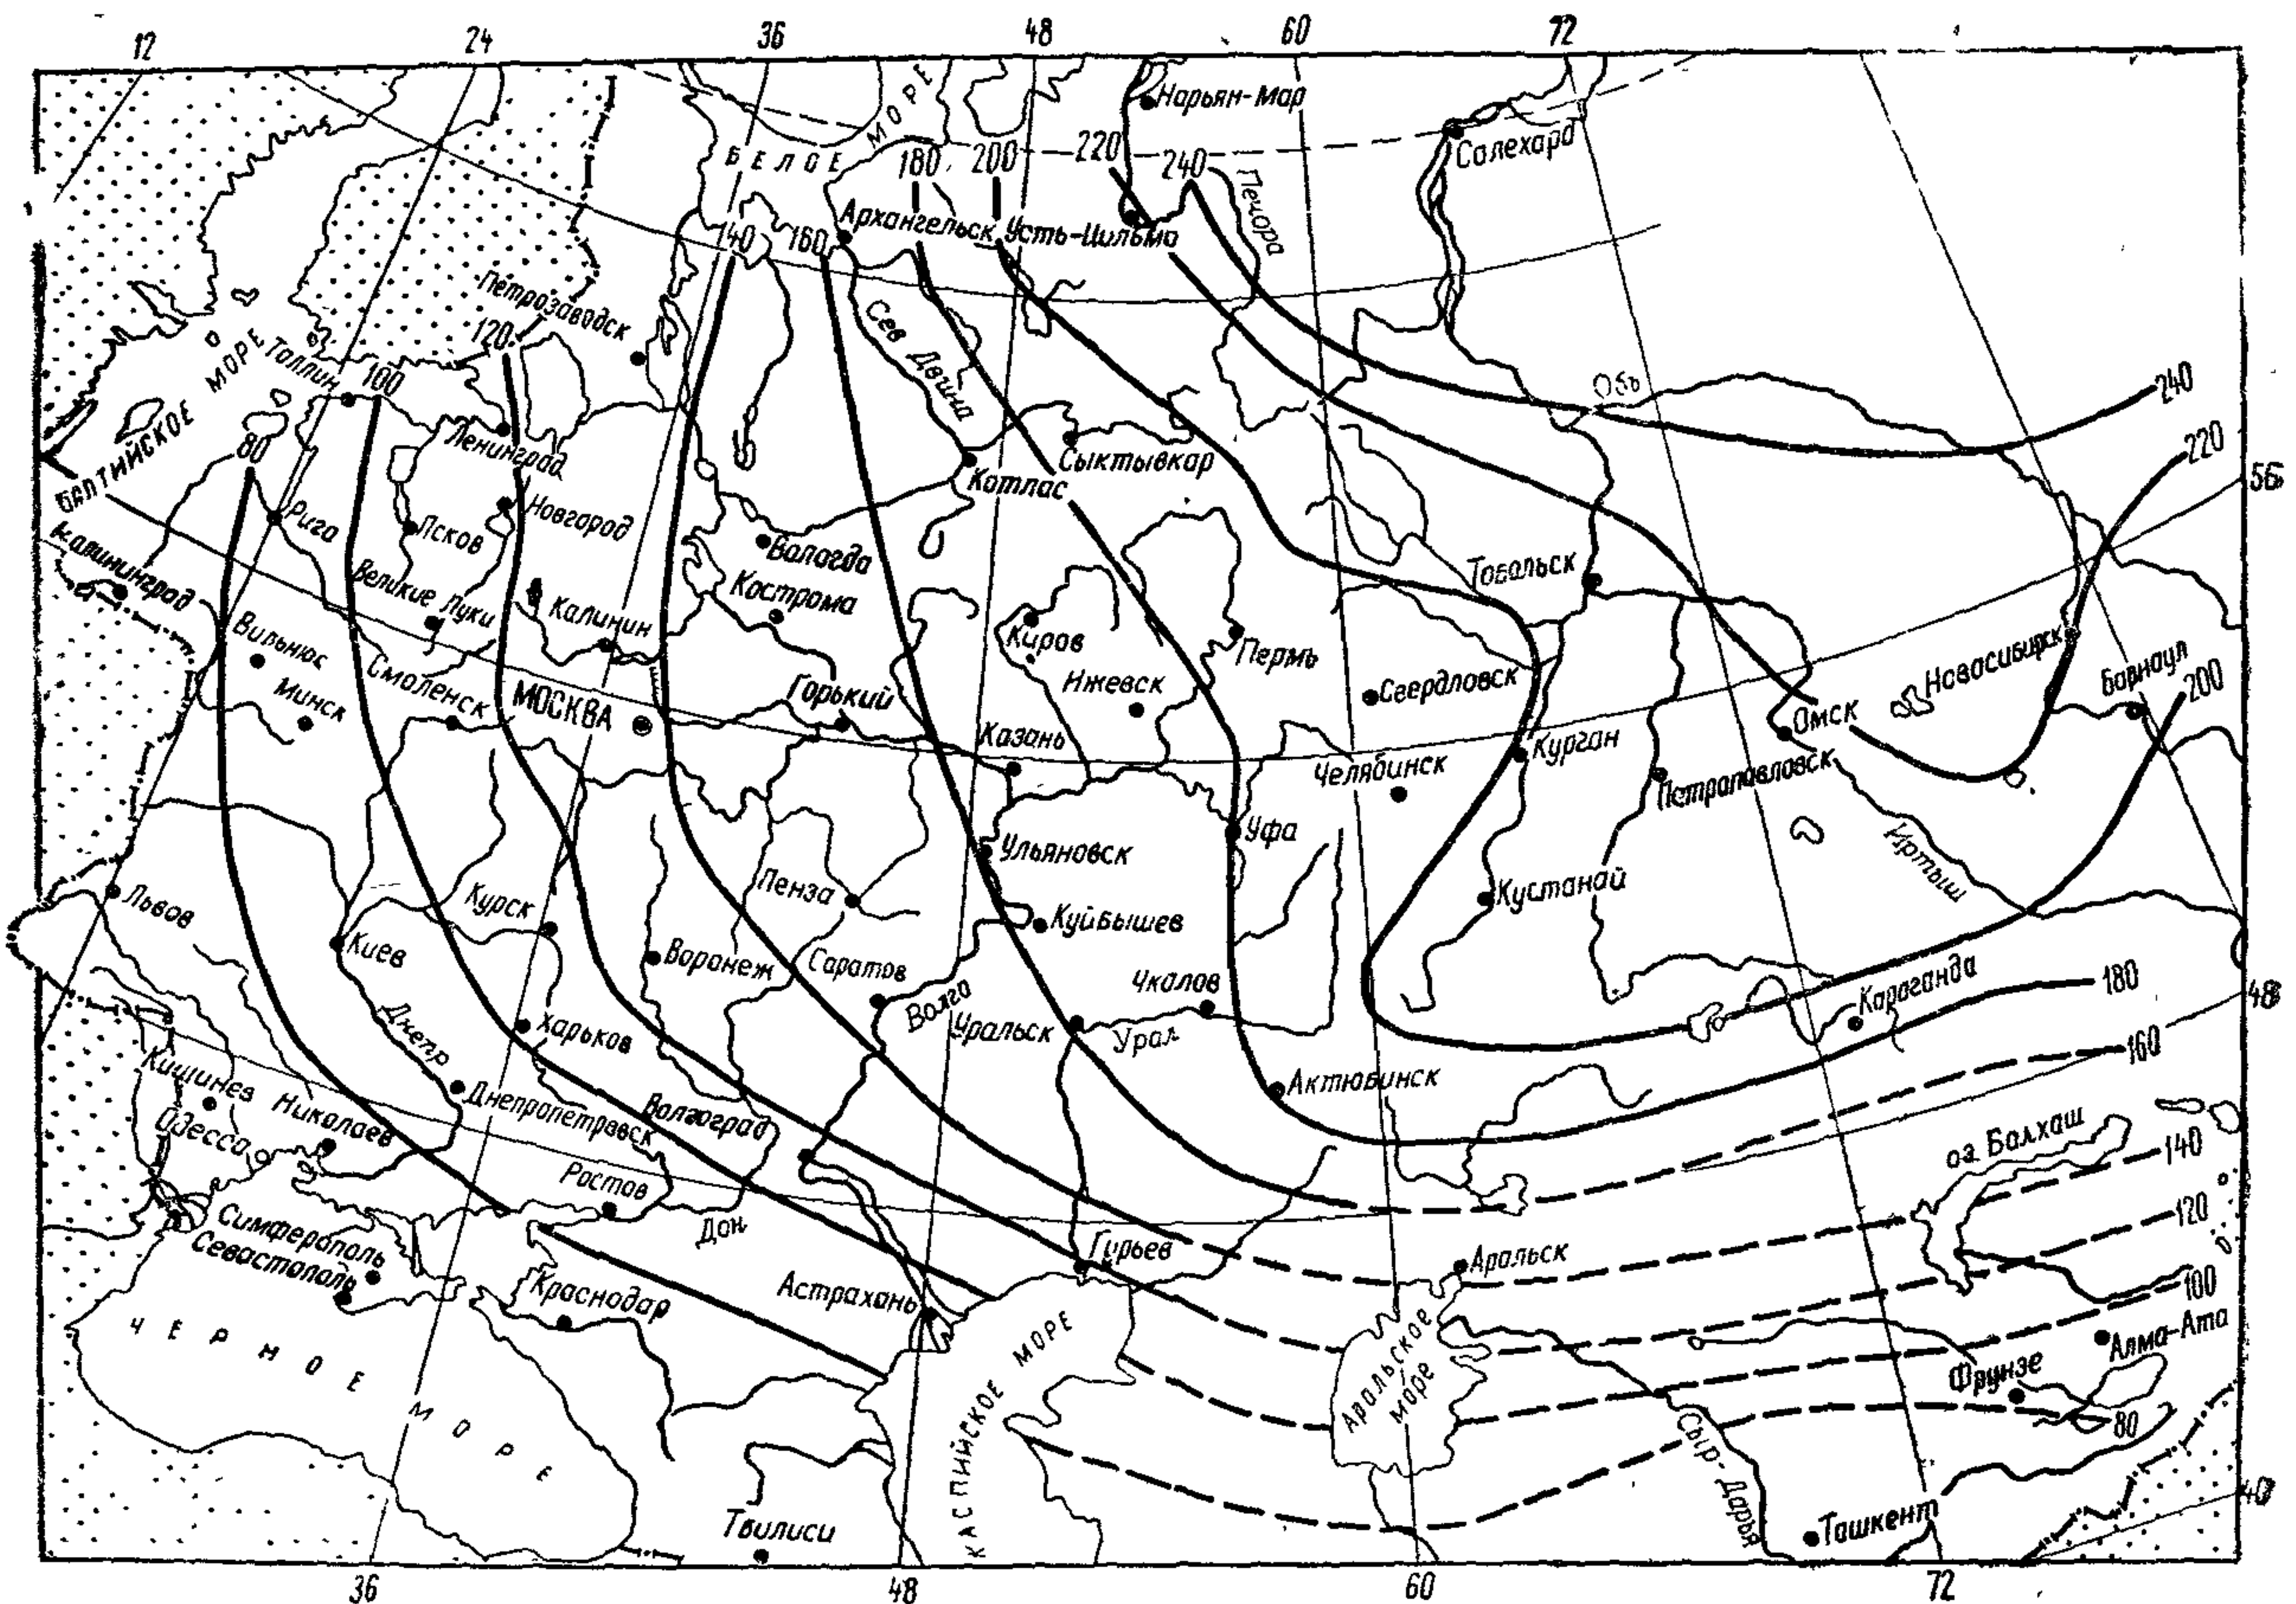 12 24 36 48 60 72
Нарьян-Мар
БЕЛОЕ МОРЕ
180 200 220 240
Салехард
Печора
140 160
Архангельск
Усть-Цильма
Петрозаводск
120
Сев Двина
БАЛТИЙСКОЕ МОРЕ
Таллин
100
Обь
240
80
Ленинград
Сыктывкар
220
Котлас
56
Рига
Псков
Новгород
Вологда
Калининград
Великие Луки
Калинин
Кострома
Киров
Пермь
Тобольск
Вильнюс
Минск
Смоленск
МОСКВА
Горький
Ижевск
Свердловск
Новосибирск
Барнаул
200
Казань
Омск
Курган
Челябинск
Петропавловск
Уфа
Ульяновск
Иртыш
Львов
Курск
Пенза
Куйбышев
Кустанай
Киев
Воронеж
Саратов
Волга
Чкалов
Караганда
180
48
Днепр
Харьков
Уральск
Урал
160
Кишинев
Николаев
Днепропетровск
Волгоград
Актюбинск
Одесса
оз. Балхаш
140
Ростов
Дон
120
Симферополь
Севастополь
Гурьев
Аральск
100
Краснодар
Астрахань
Алма-Ата
ЧЕРНОЕ МОРЕ
КАСПИЙСКОЕ МОРЕ
Аральское
море
Фрунзе
80
Сыр-Дарья
40
Тбилиси
Ташкент
36 48 60 72